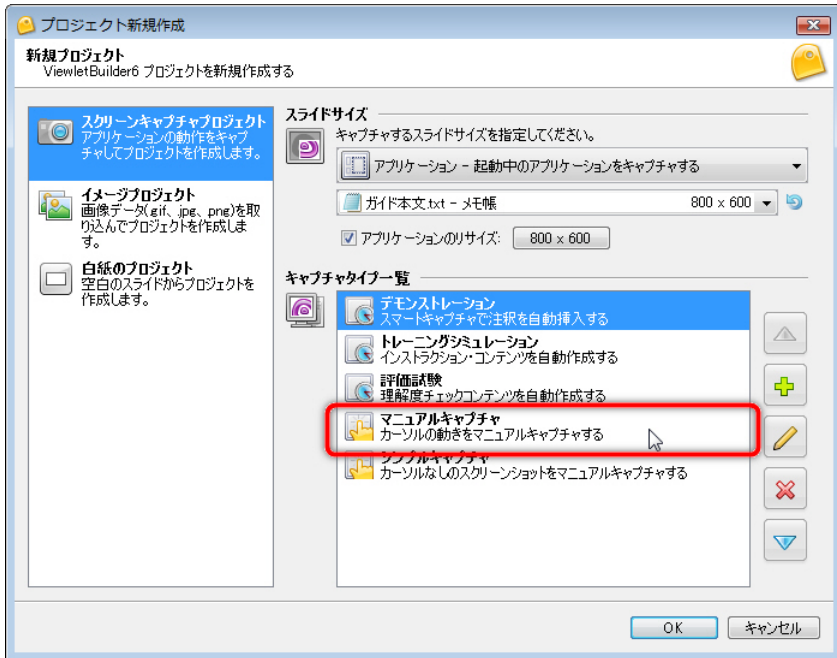 プロジェクト新規作成
新規プロジェクト
ViewletBuilder6 プロジェクトを新規作成する
スクリーンキャプチャプロジェクト
アプリケーションの動作をキャプ
チャしてプロジェクトを作成します。
イメージプロジェクト
画像データ(gif、jpg、png)を取
り込んでプロジェクトを作成しま
す。
白紙のプロジェクト
空白のスライドからプロジェクトを
作成します。
スライドサイズ
キャプチャするスライドサイズを指定してください。
アプリケーション - 起動中のアプリケーションをキャプチャする
ガイド本文.txt - メモ帳 800 x 600
アプリケーションのリサイズ: 800 x 600
キャプチャタイプ一覧
デモンストレーション
スマートキャプチャで注釈を自動挿入する
トレーニングシミュレーション
インストラクション・コンテンツを自動作成する
評価試験
理解度チェックコンテンツを自動作成する
マニュアルキャプチャ
カーソルの動きをマニュアルキャプチャする
シンプルキャプチャ
カーソルなしのスクリーンショットをマニュアルキャプチャする
OK
キャンセル